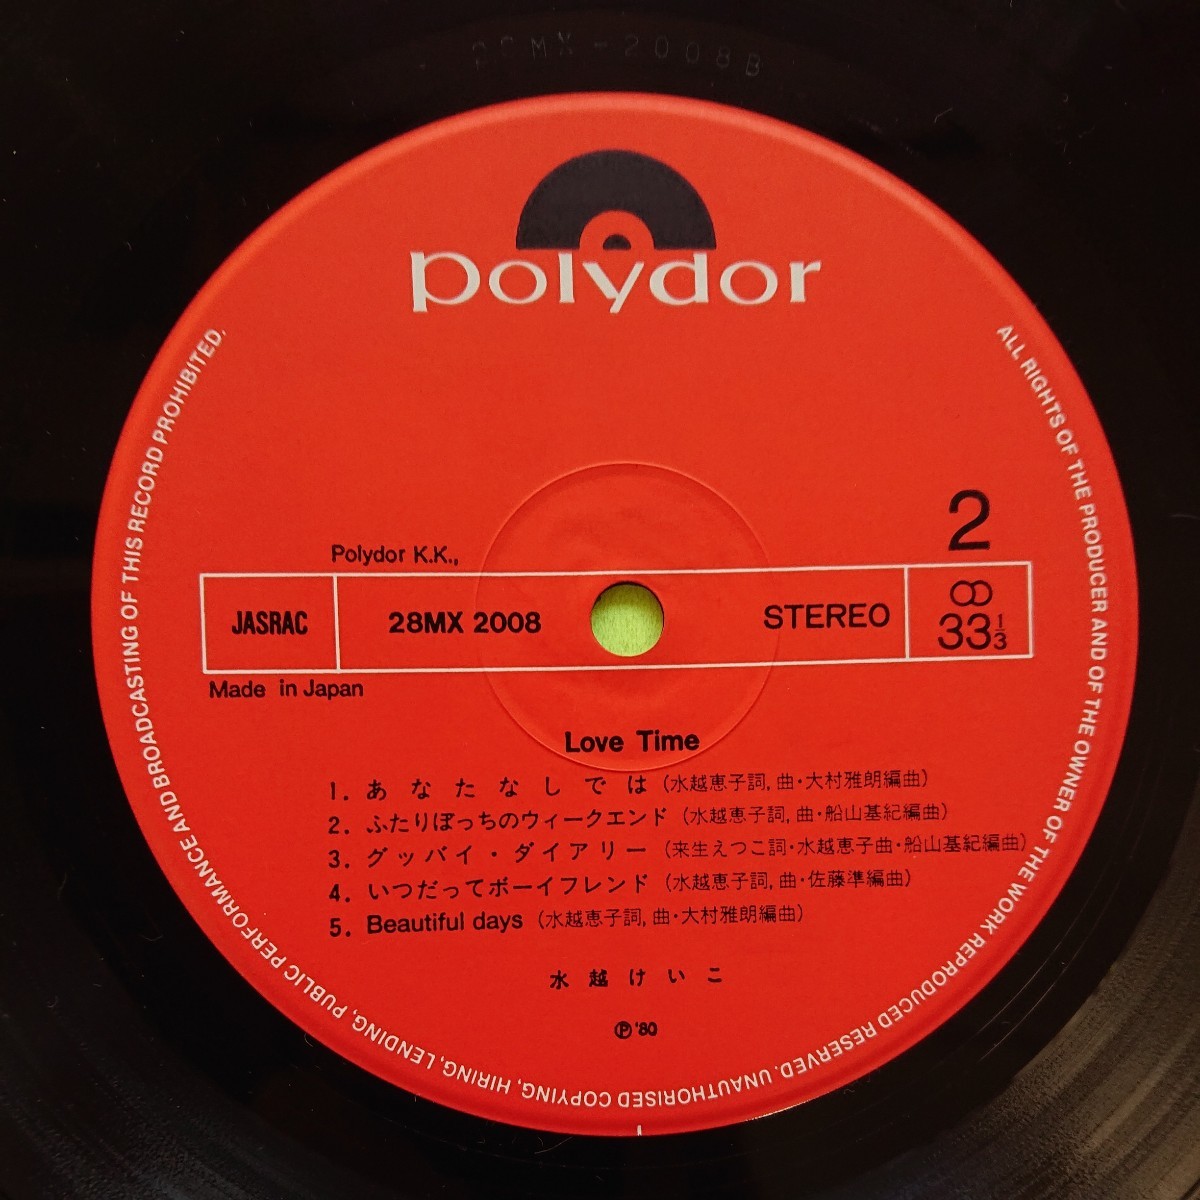 2008B
polydor
ALL RIGHTS OF THE PRODUCER AND OF THE OWNER OF THE WORK REPRODUCED RESERVED. UNAUTHORISED COPYING, HIRING, LENDING, PUBLIC PERFORMANCE AND BROADCASTING OF THIS RECORD PROHIBITED.
2
Polydor K.K.,
JASRAC 28MX 2008 STEREO 33 1/3
Made in Japan
Love Time
1. あなたなしでは (水越恵子詞, 曲・大村雅朗編曲)
2. ふたりぼっちのウィークエンド (水越恵子詞, 曲・船山基紀編曲)
3. グッバイ・ダイアリー (来生えつこ詞・水越恵子曲・船山基紀編曲)
4. いつだってボーイフレンド (水越恵子詞, 曲・佐藤準編曲)
5. Beautiful days (水越恵子詞, 曲・大村雅朗編曲)
水越けいこ
℗ '80